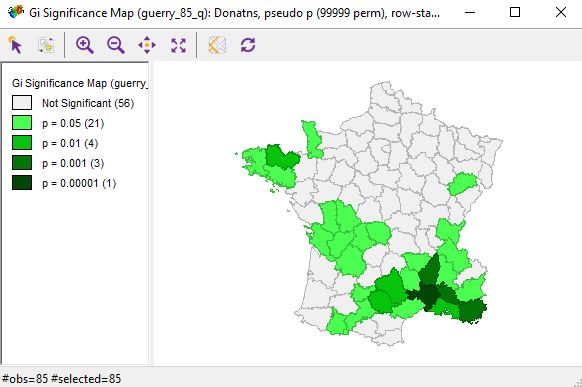 Gi Significance Map (guerry_85_q): Donatns, pseudo p (99999 perm), row-sta...
Gi Significance Map (guerry_
Not Significant (56)
p = 0.05 (21)
p = 0.01 (4)
p = 0.001 (3)
p = 0.00001 (1)
#obs=85 #selected=85